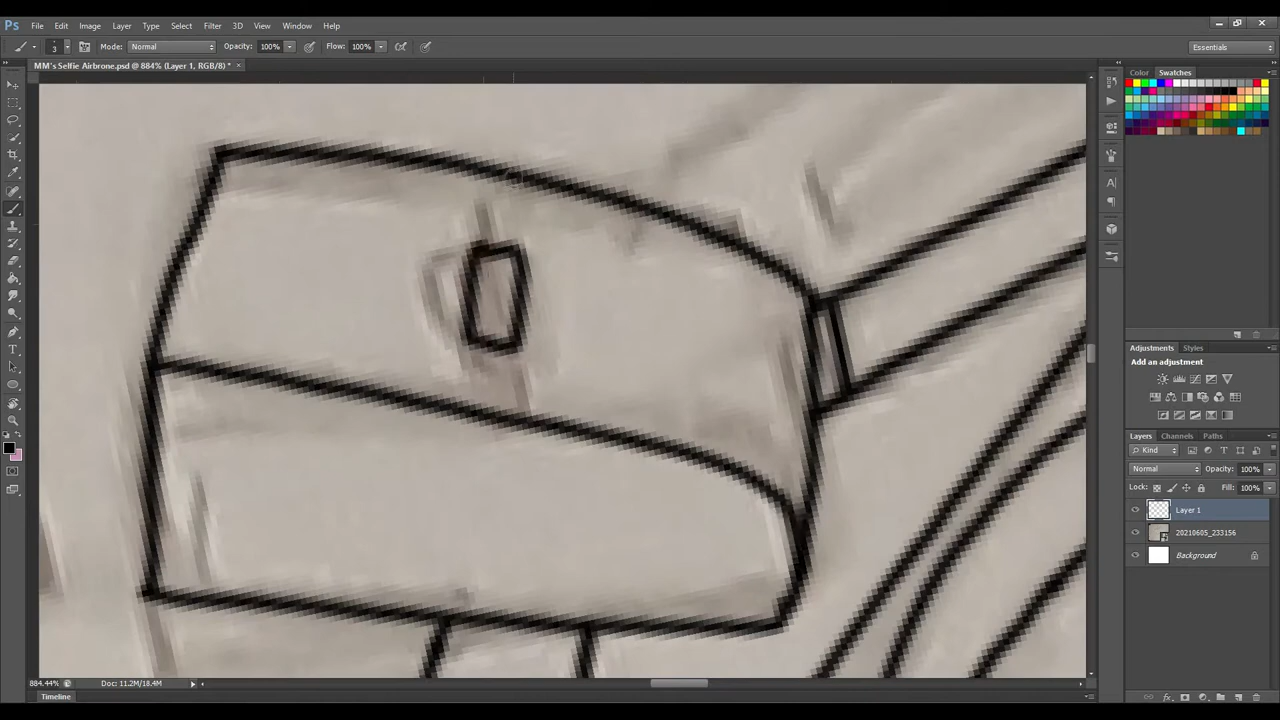 Ps File Edit Image Layer Type Select Filter 3D View Window Help
3 Mode: Normal Opacity: 100% Flow: 100% Essentials
MM's Selfie Airbrone.psd @ 884% (Layer 1, RGB/8) * ×
Color Swatches
Adjustments Styles
Add an adjustment
Layers Channels Paths
Kind
Normal Opacity: 100%
Lock: Fill: 100%
Layer 1
20210605_233156
Background
884.44% Doc: 11.2M/18.4M
Timeline